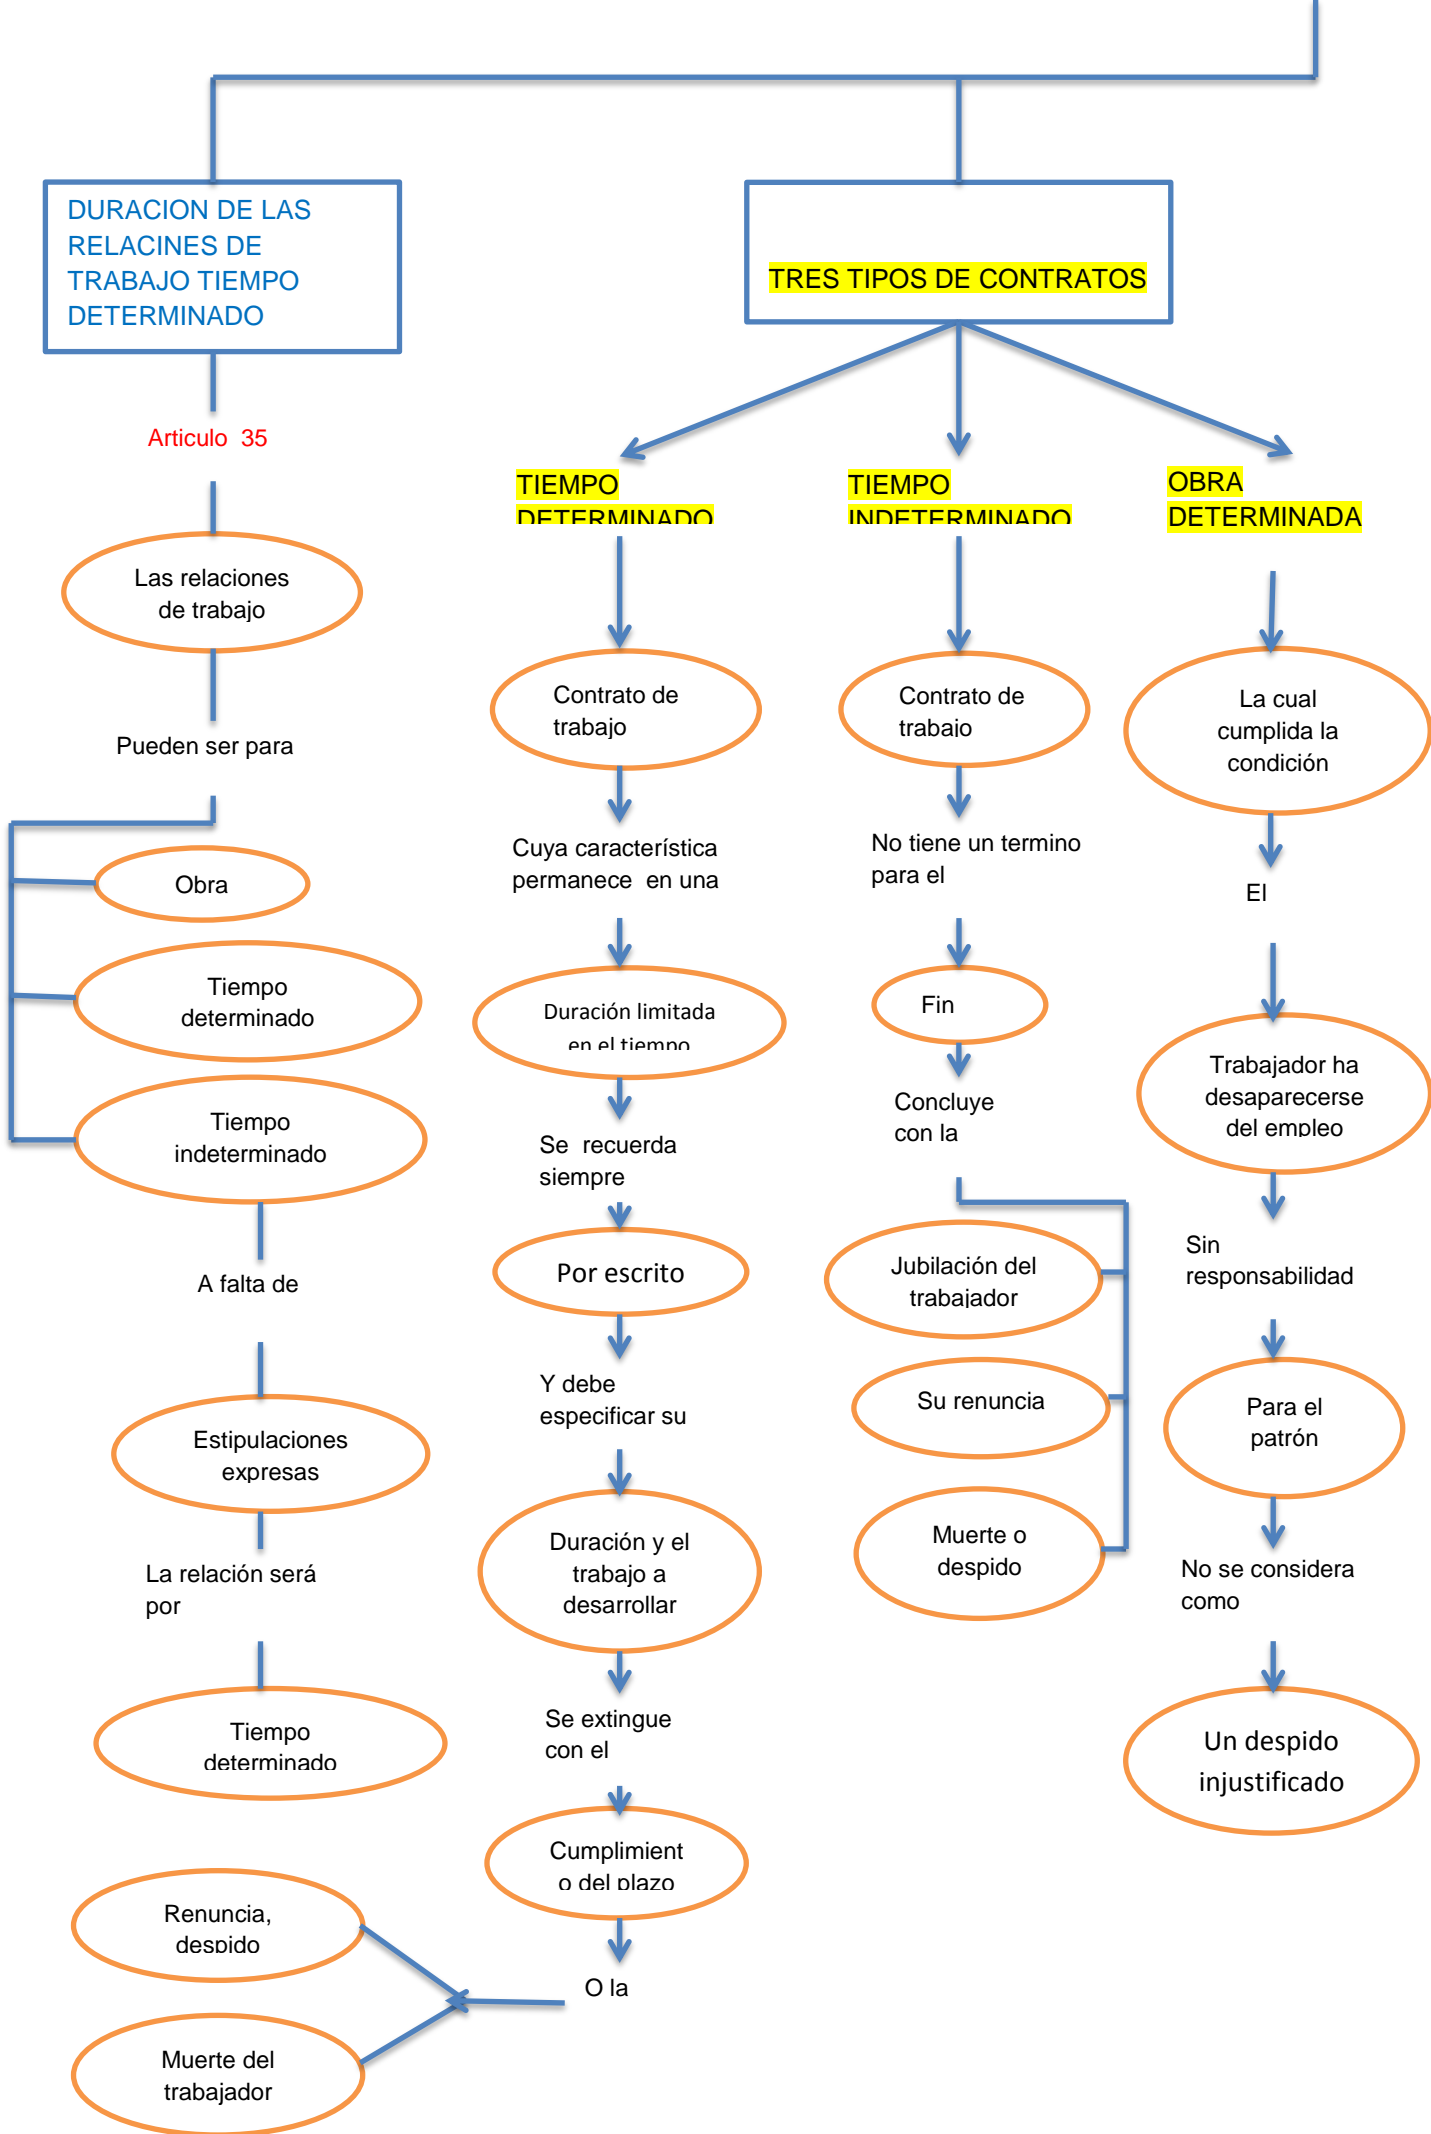 DURACION DE LAS
RELACINES DE
TRABAJO TIEMPO
DETERMINADO
Articulo  35
Las relaciones
de trabajo
Pueden ser para
Obra
Tiempo
determinado
Tiempo
indeterminado
A falta de
Estipulaciones
expresas
La relación será
por
Tiempo
determinado
TRES TIPOS DE CONTRATOS
TIEMPO
DETERMINADO
Contrato de
trabajo
Cuya característica
permanece  en una
Duración limitada
en el tiempo
Se  recuerda
siempre
Por escrito
Y debe
especificar su
Duración y el
trabajo a
desarrollar
Se extingue
con el
Cumplimient
o del plazo
O la
Renuncia,
despido
Muerte del
trabajador
TIEMPO
INDETERMINADO
Contrato de
trabajo
No tiene un termino
para el
Fin
Concluye
con la
Jubilación del
trabajador
Su renuncia
Muerte o
despido
OBRA
DETERMINADA
La cual
cumplida la
condición
El
Trabajador ha
desaparecerse
del empleo
Sin
responsabilidad
Para el
patrón
No se considera
como
Un despido
injustificado